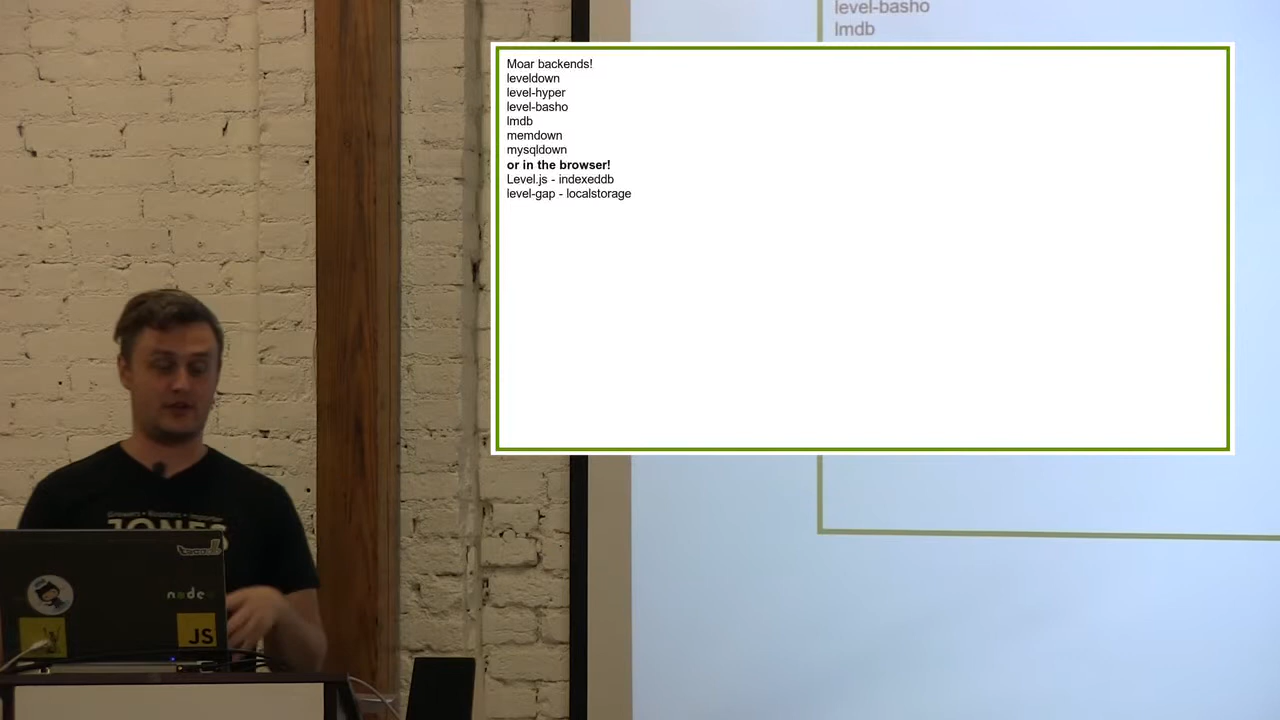 level-basho
lmdb
Moar backends!
leveldown
level-hyper
level-basho
lmdb
memdown
mysqldown
or in the browser!
Level.js - indexeddb
level-gap - localstorage
JONES
node
JS